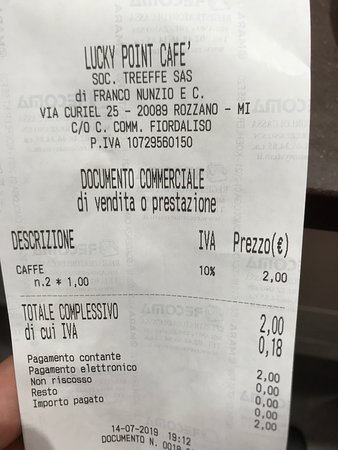 LUCKY POINT CAFE'
SOC. TREEFFE SAS
di FRANCO NUNZIO E C.
VIA CURIEL 25 - 20089 ROZZANO - MI
C/O C. COMM. FIORDALISO
P.IVA 10729560150
DOCUMENTO COMMERCIALE
di vendita o prestazione
DESCRIZIONE IVA Prezzo(€)
CAFFE 10% 2,00
n.2 * 1,00
TOTALE COMPLESSIVO 2,00
di cui IVA 0,18
Pagamento contante 2,00
Pagamento elettronico 0,00
Non riscosso 0,00
Resto 0,00
Importo pagato 2,00
14-07-2019 19:12
DOCUMENTO N.